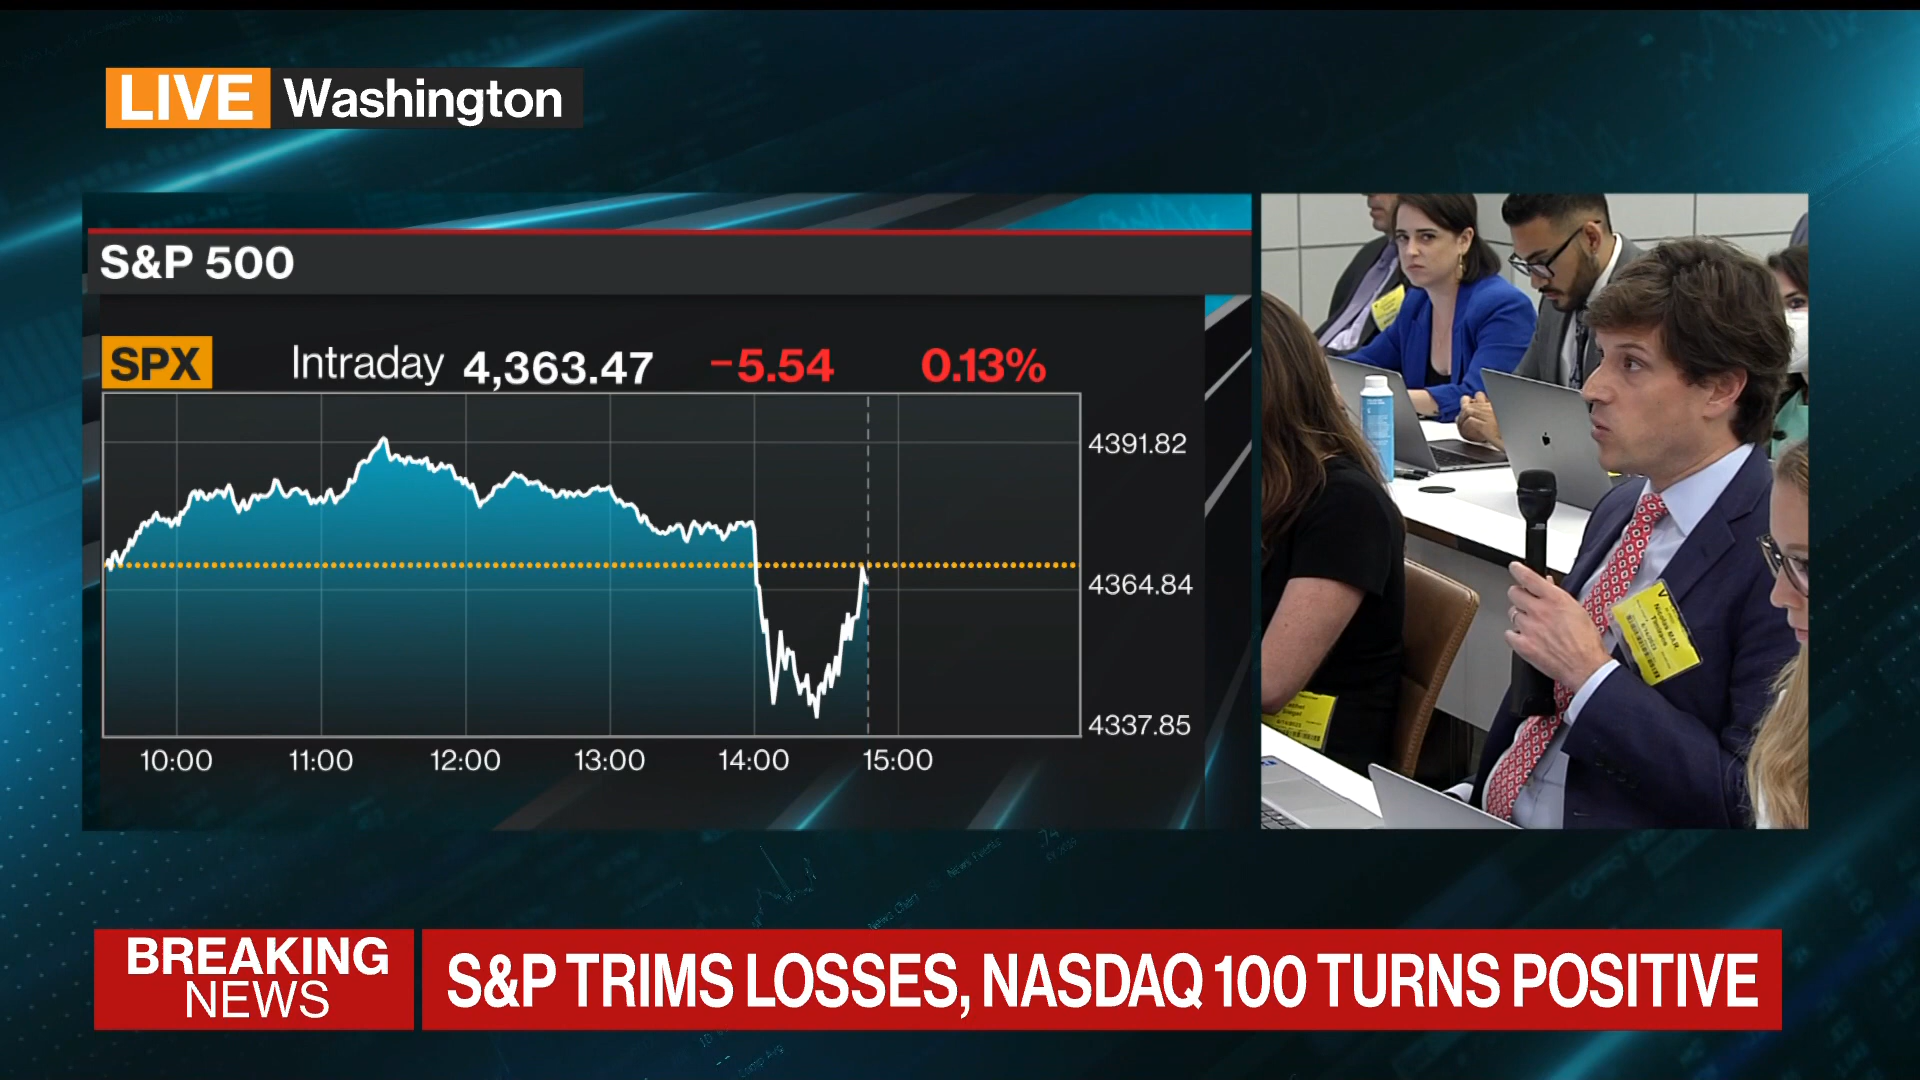 LIVE Washington
S&P 500
SPX Intraday 4,363.47 −5.54 0.13%
4391.82
4364.84
4337.85
10:00 11:00 12:00 13:00 14:00 15:00
BREAKING
NEWS
S&P TRIMS LOSSES, NASDAQ 100 TURNS POSITIVE